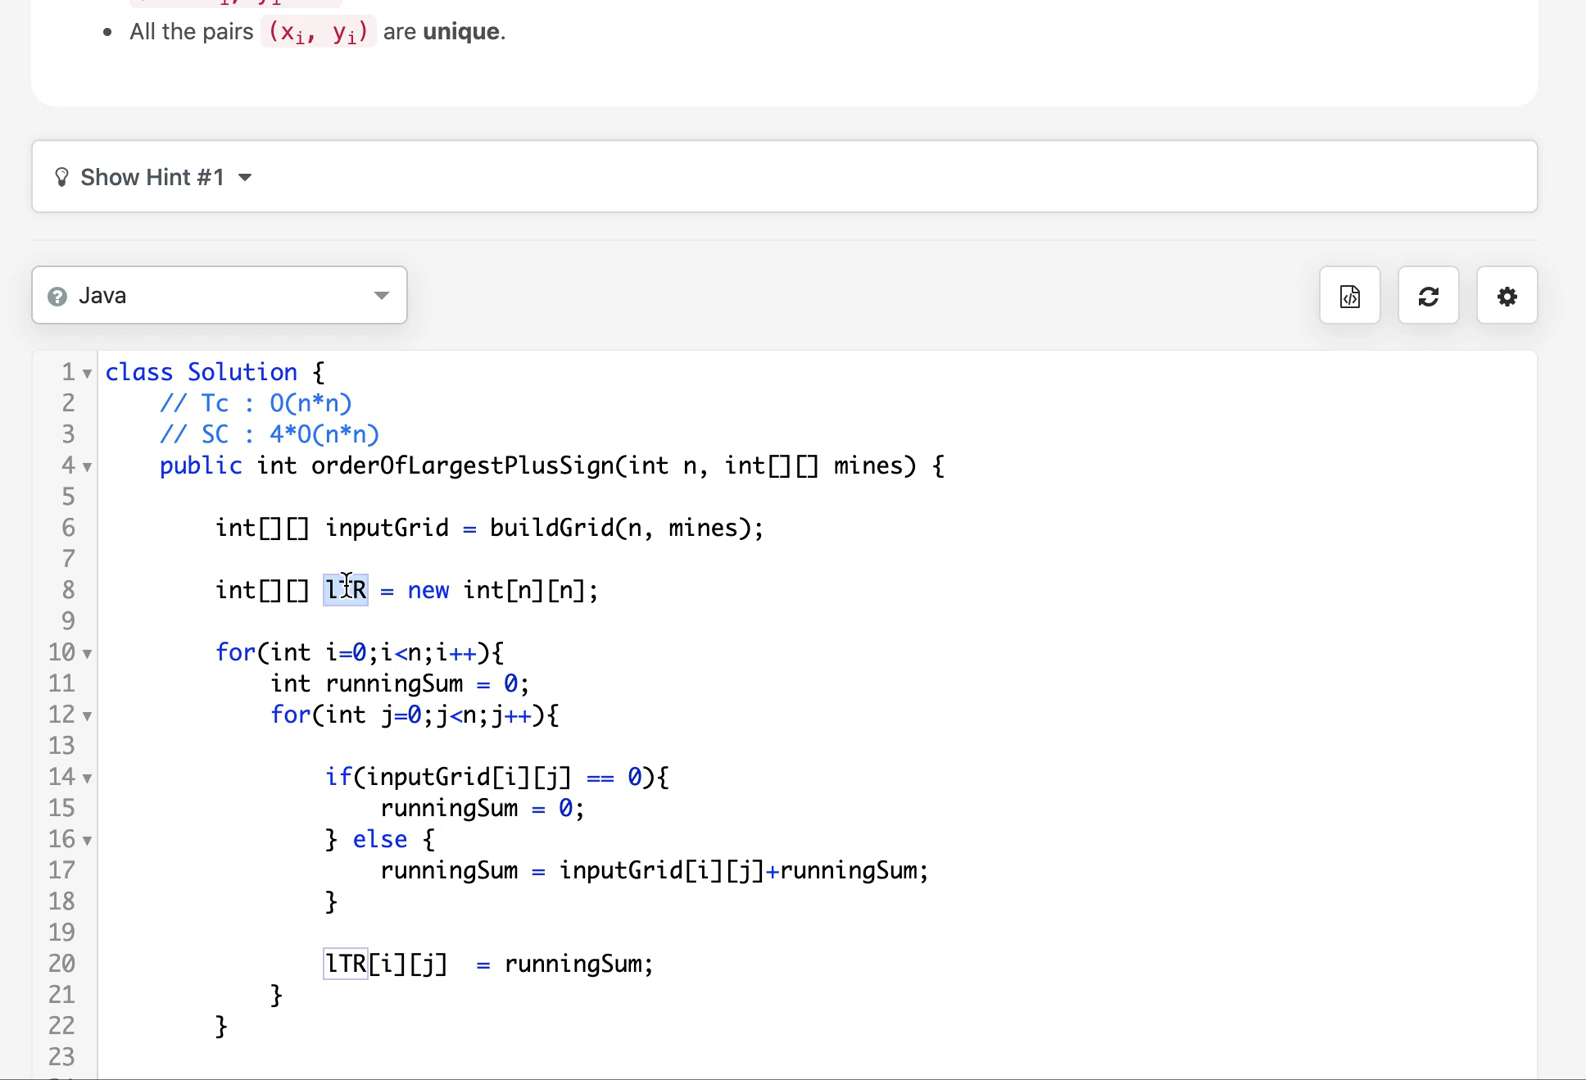 All the pairs (xi, yi) are unique.
Show Hint #1
Java
1 class Solution {
2 // Tc : O(n*n)
3 // SC : 4*O(n*n)
4 public int orderOfLargestPlusSign(int n, int[][] mines) {
5
6 int[][] inputGrid = buildGrid(n, mines);
7
8 int[][] lTR = new int[n][n];
9
10 for(int i=0;i<n;i++){
11 int runningSum = 0;
12 for(int j=0;j<n;j++){
13
14 if(inputGrid[i][j] == 0){
15 runningSum = 0;
16 } else {
17 runningSum = inputGrid[i][j]+runningSum;
18 }
19
20 lTR[i][j]  = runningSum;
21 }
22 }
23